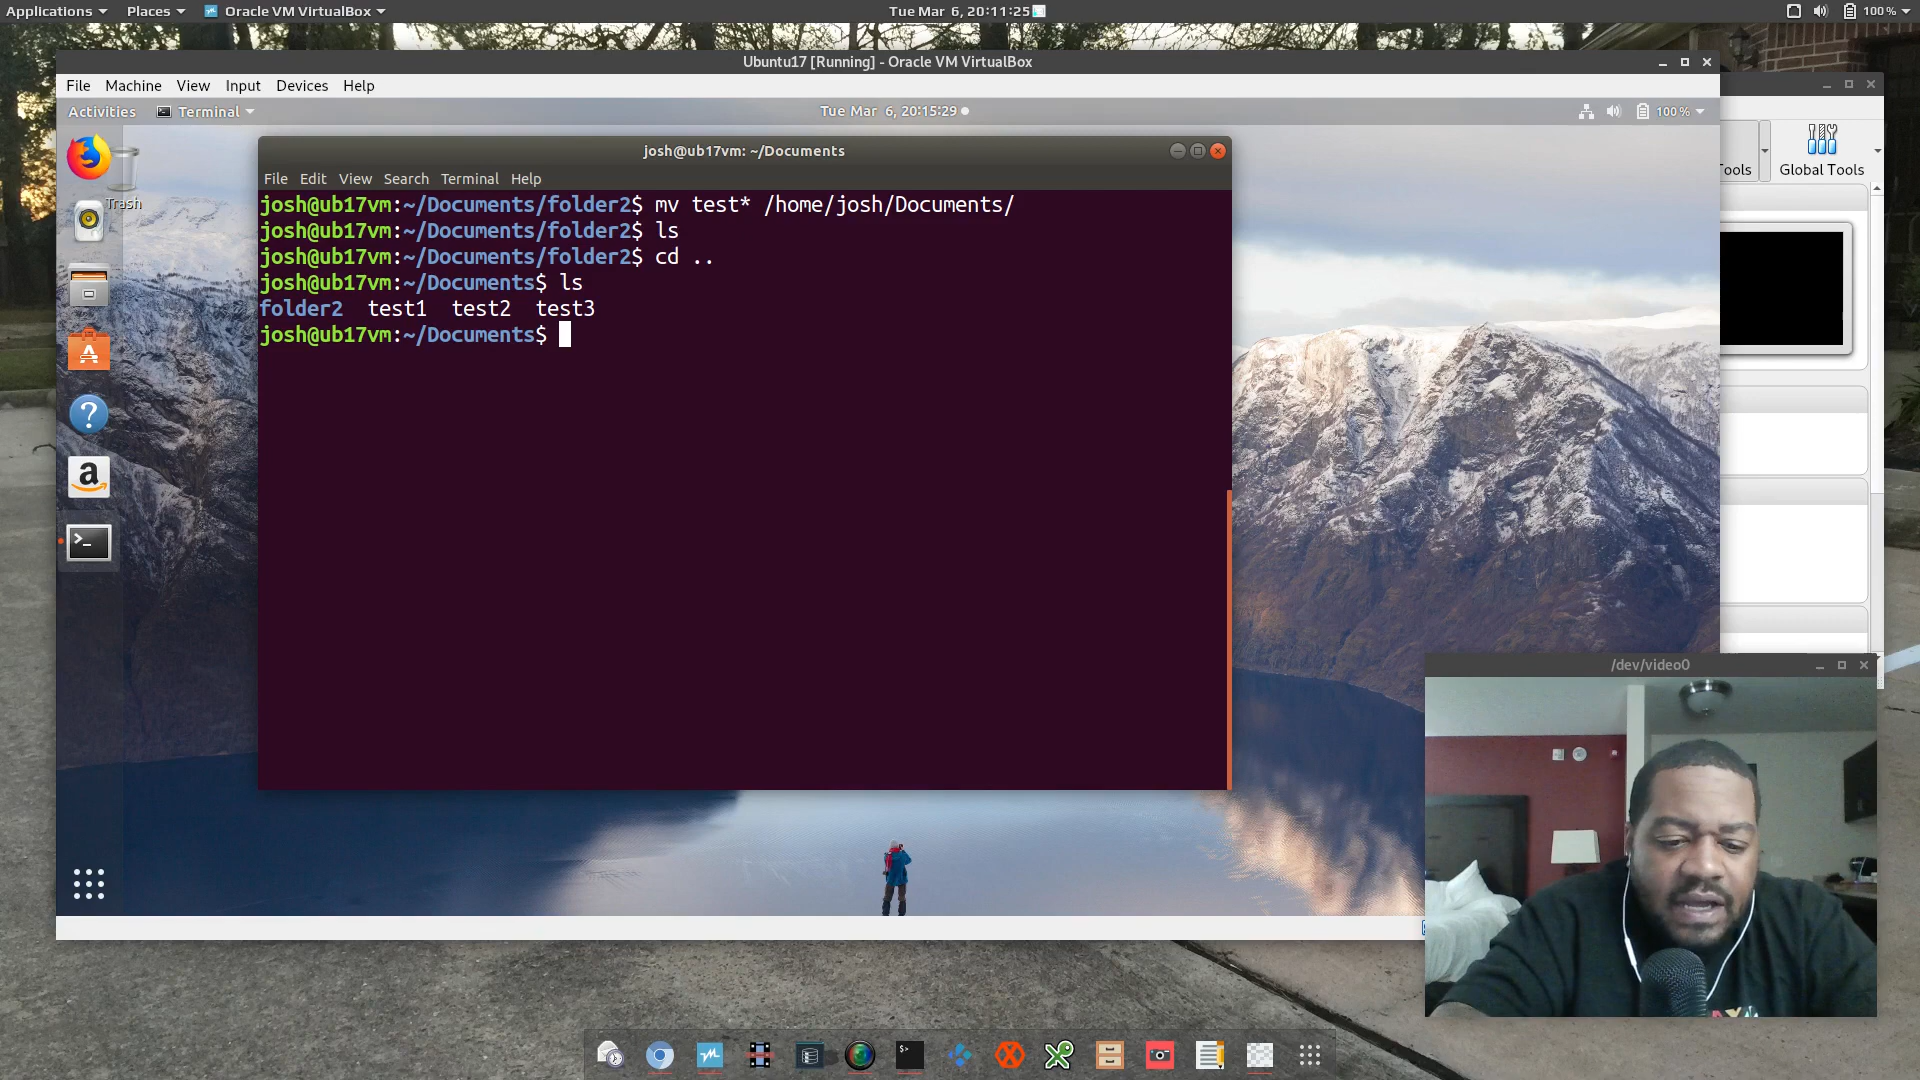 Applications Places Oracle VM VirtualBox Tue Mar 6, 20:11:25 100 %
Ubuntu17 [Running] - Oracle VM VirtualBox
File Machine View Input Devices Help
Activities Terminal Tue Mar 6, 20:15:29 100 %
Trash
josh@ub17vm: ~/Documents
File Edit View Search Terminal Help
josh@ub17vm:~/Documents/folder2$ mv test* /home/josh/Documents/
josh@ub17vm:~/Documents/folder2$ ls
josh@ub17vm:~/Documents/folder2$ cd ..
josh@ub17vm:~/Documents$ ls
folder2 test1 test2 test3
josh@ub17vm:~/Documents$
ools Global Tools
/dev/video0